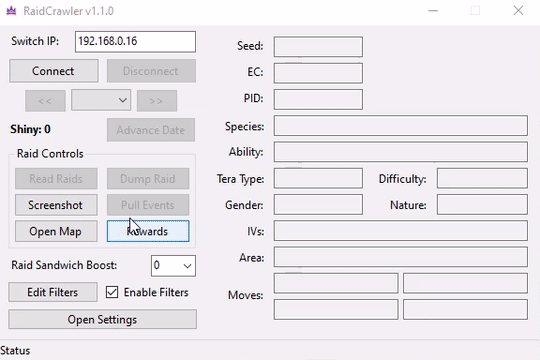 RaidCrawler v1.1.0
Switch IP: 192.168.0.16
Connect Disconnect
<< >>
Shiny: 0 Advance Date
Raid Controls
Read Raids Dump Raid
Screenshot Pull Events
Open Map Rewards
Raid Sandwich Boost: 0
Edit Filters Enable Filters
Open Settings
Seed:
EC:
PID:
Species:
Ability:
Tera Type: Difficulty:
Gender: Nature:
IVs:
Area:
Moves:
Status